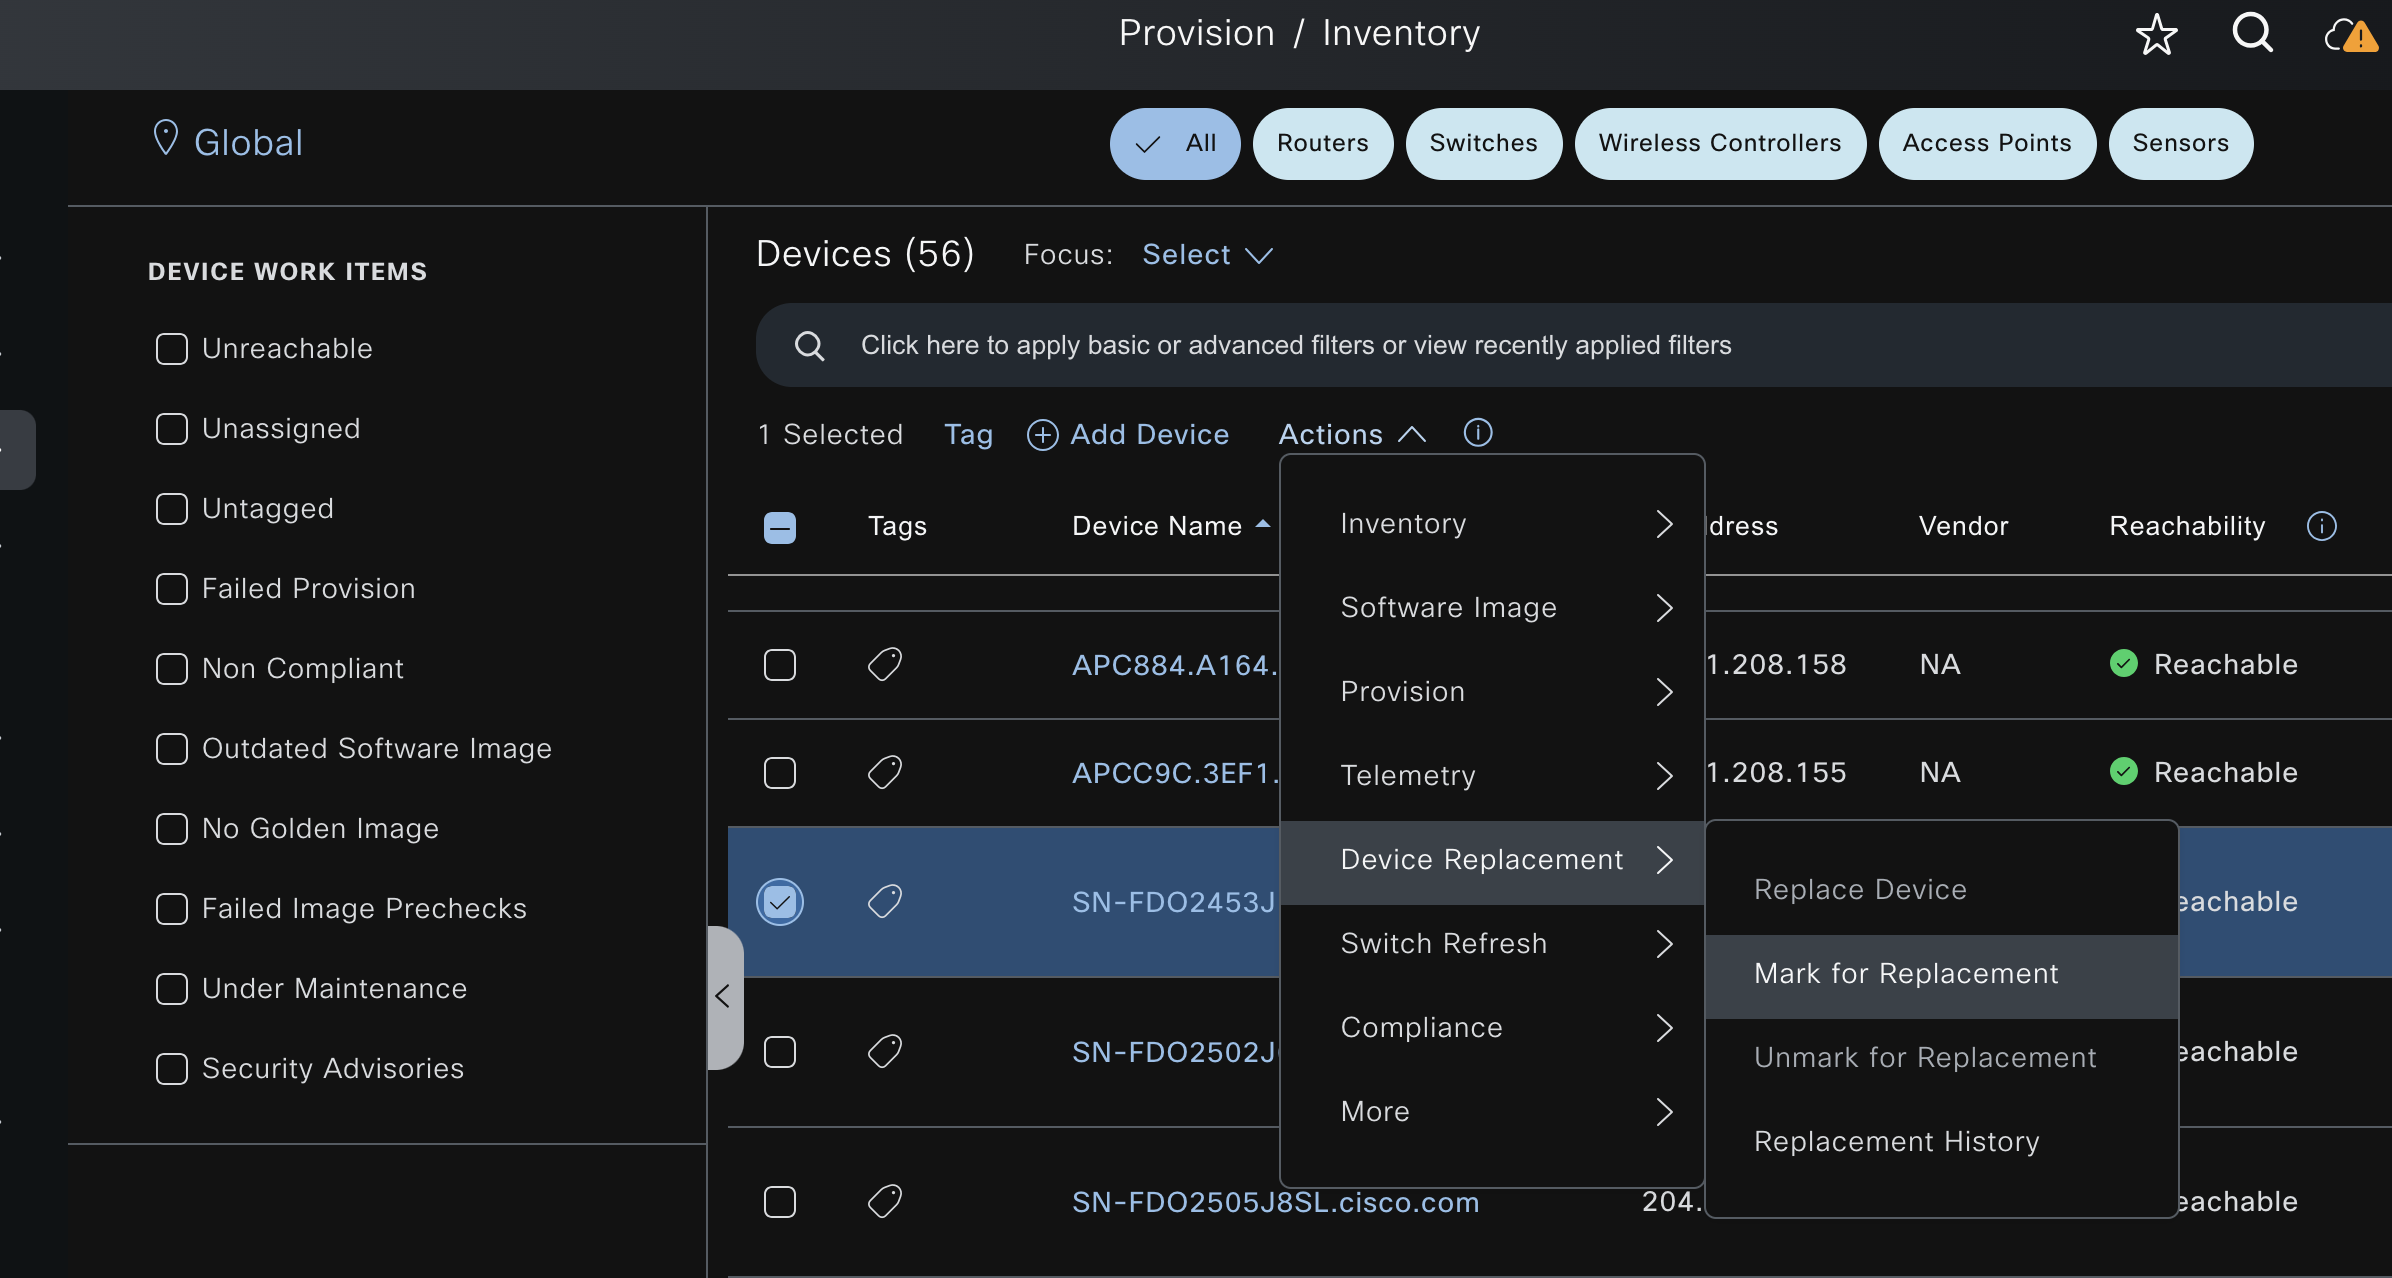 Provision / Inventory
Global
All
Routers
Switches
Wireless Controllers
Access Points
Sensors
DEVICE WORK ITEMS
Unreachable
Unassigned
Untagged
Failed Provision
Non Compliant
Outdated Software Image
No Golden Image
Failed Image Prechecks
Under Maintenance
Security Advisories
Devices (56) Focus: Select
Click here to apply basic or advanced filters or view recently applied filters
1 Selected Tag Add Device Actions
Tags Device Name dress Vendor Reachability
APC884.A164. 1.208.158 NA Reachable
APCC9C.3EF1. 1.208.155 NA Reachable
SN-FDO2453J eachable
SN-FDO2502J eachable
SN-FDO2505J8SL.cisco.com 204. eachable
Inventory
Software Image
Provision
Telemetry
Device Replacement
Switch Refresh
Compliance
More
Replace Device
Mark for Replacement
Unmark for Replacement
Replacement History